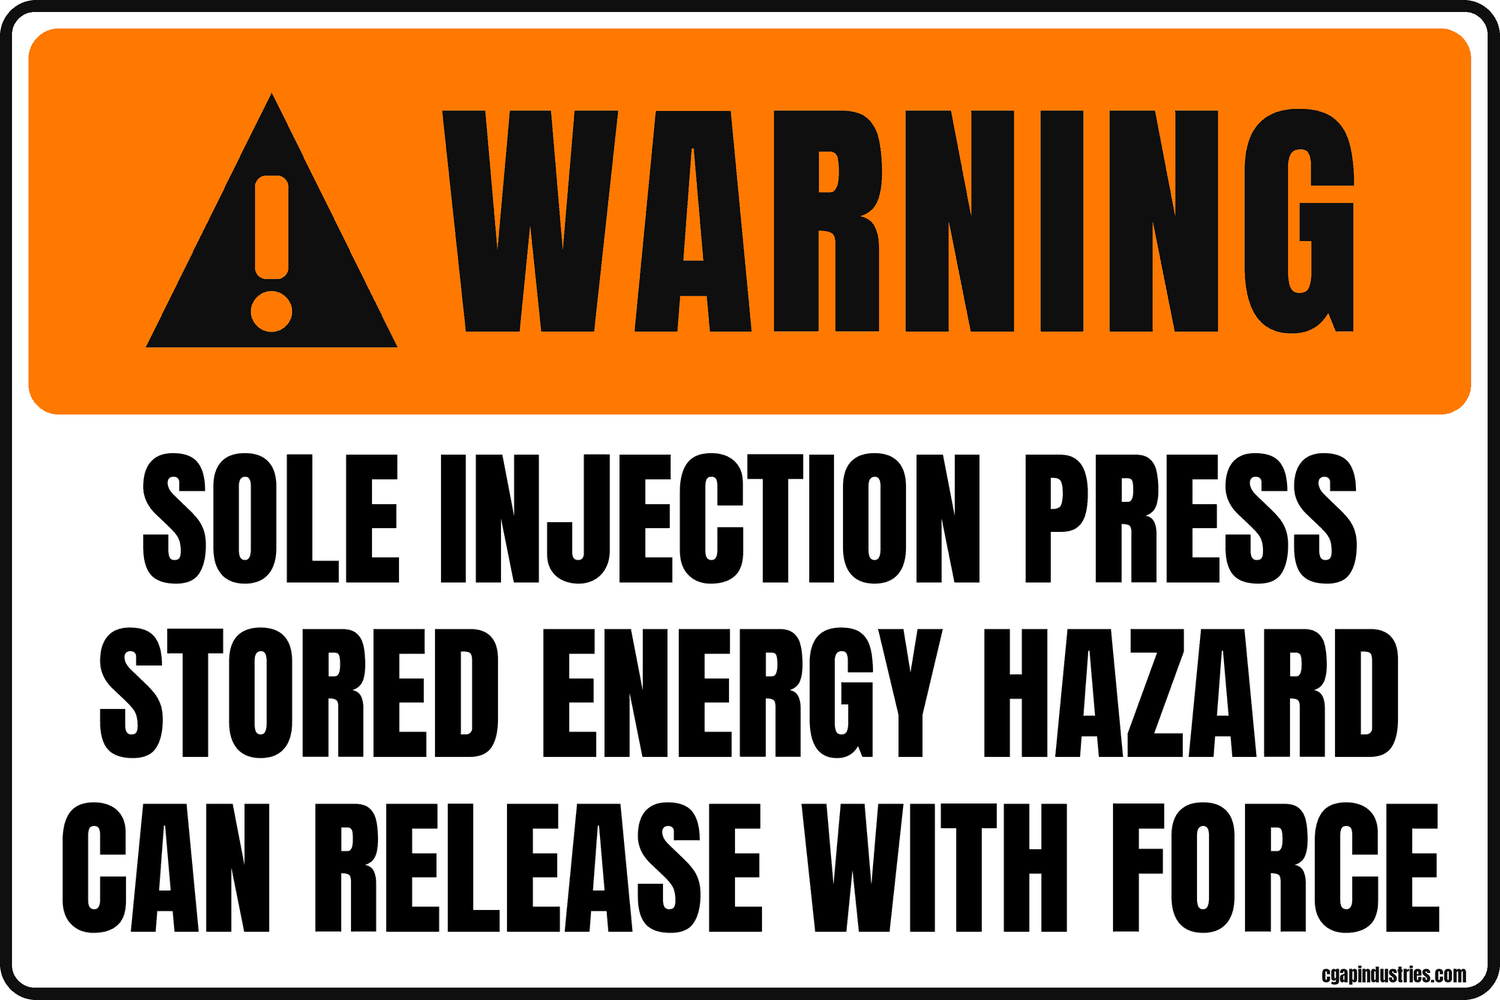 WARNING
SOLE INJECTION PRESS
STORED ENERGY HAZARD
CAN RELEASE WITH FORCE
cgapindustries.com